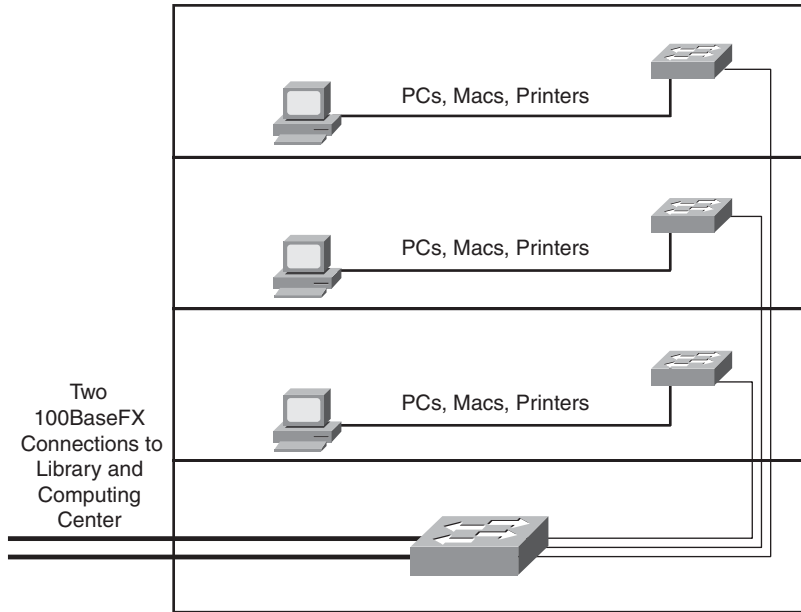 PCs, Macs, Printers
PCs, Macs, Printers
PCs, Macs, Printers
Two
100BaseFX
Connections to
Library and
Computing
Center